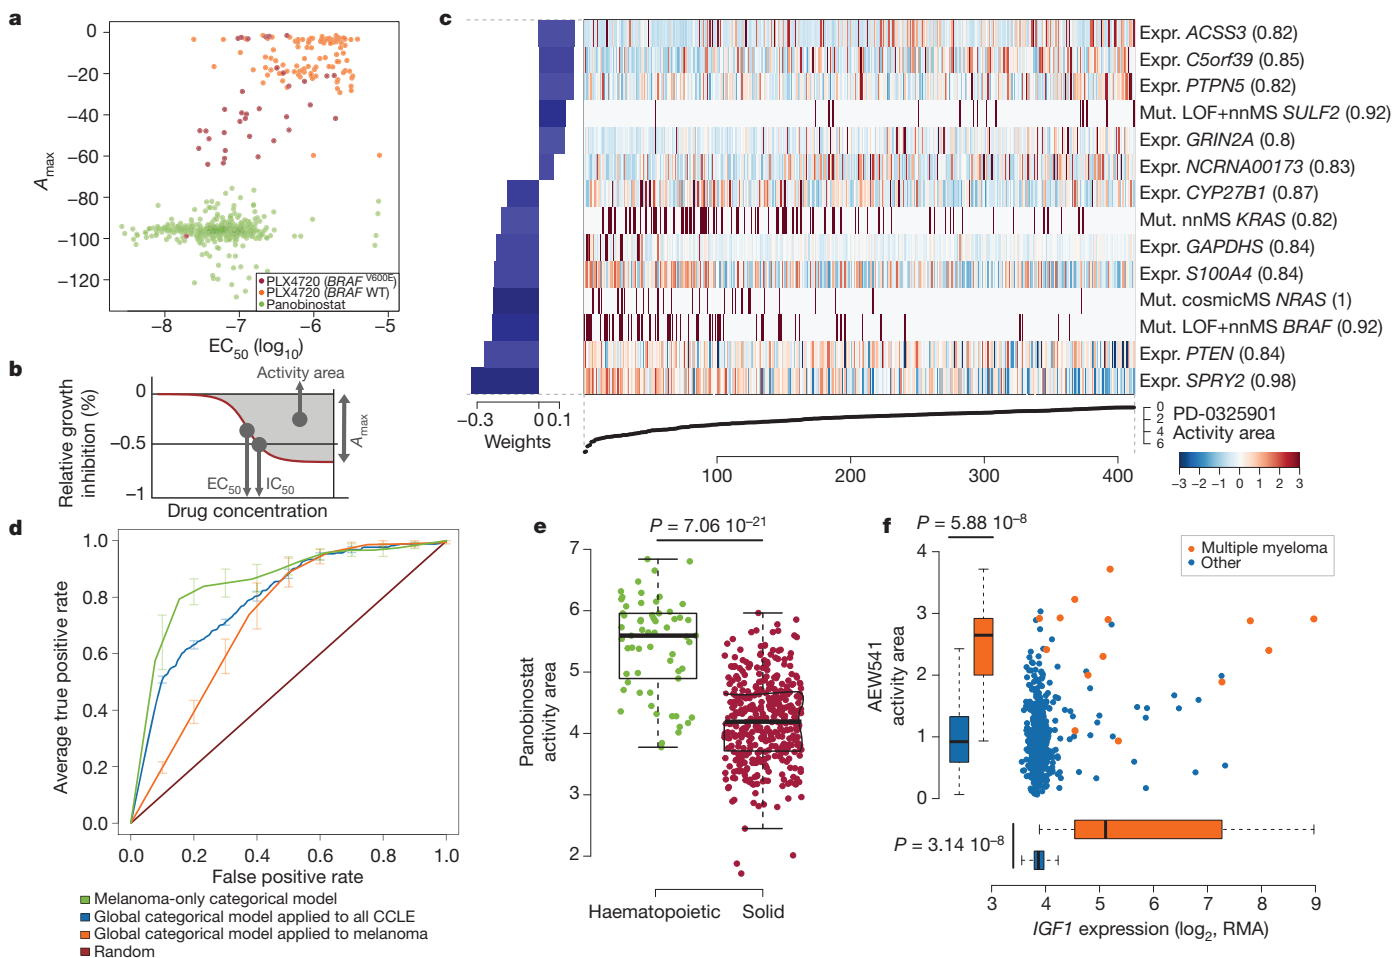 a
0
−20
−40
−60
−80
−100
−120
Amax
PLX4720 (BRAF V600E)
PLX4720 (BRAF WT)
Panobinostat
−8
−7
−6
−5
EC50 (log10)
b
Activity area
0
−0.5
−1
Relative growth
inhibition (%)
Amax
EC50
IC50
Drug concentration
c
Expr. ACSS3 (0.82)
Expr. C5orf39 (0.85)
Expr. PTPN5 (0.82)
Mut. LOF+nnMS SULF2 (0.92)
Expr. GRIN2A (0.8)
Expr. NCRNA00173 (0.83)
Expr. CYP27B1 (0.87)
Mut. nnMS KRAS (0.82)
Expr. GAPDHS (0.84)
Expr. S100A4 (0.84)
Mut. cosmicMS NRAS (1)
Mut. LOF+nnMS BRAF (0.92)
Expr. PTEN (0.84)
Expr. SPRY2 (0.98)
−0.3
0
0.1
Weights
0
2
4
6
PD-0325901
Activity area
100
200
300
400
−3 −2 −1 0 1 2 3
d
1.0
0.8
0.6
0.4
0.2
0.0
Average true positive rate
0.0
0.2
0.4
0.6
0.8
1.0
False positive rate
Melanoma-only categorical model
Global categorical model applied to all CCLE
Global categorical model applied to melanoma
Random
e
P = 7.06 10−21
7
6
5
4
3
2
Panobinostat
activity area
Haematopoietic
Solid
f
P = 5.88 10−8
Multiple myeloma
Other
4
3
2
1
0
AEW541
activity area
P = 3.14 10−8
3
4
5
6
7
8
9
IGF1 expression (log2, RMA)